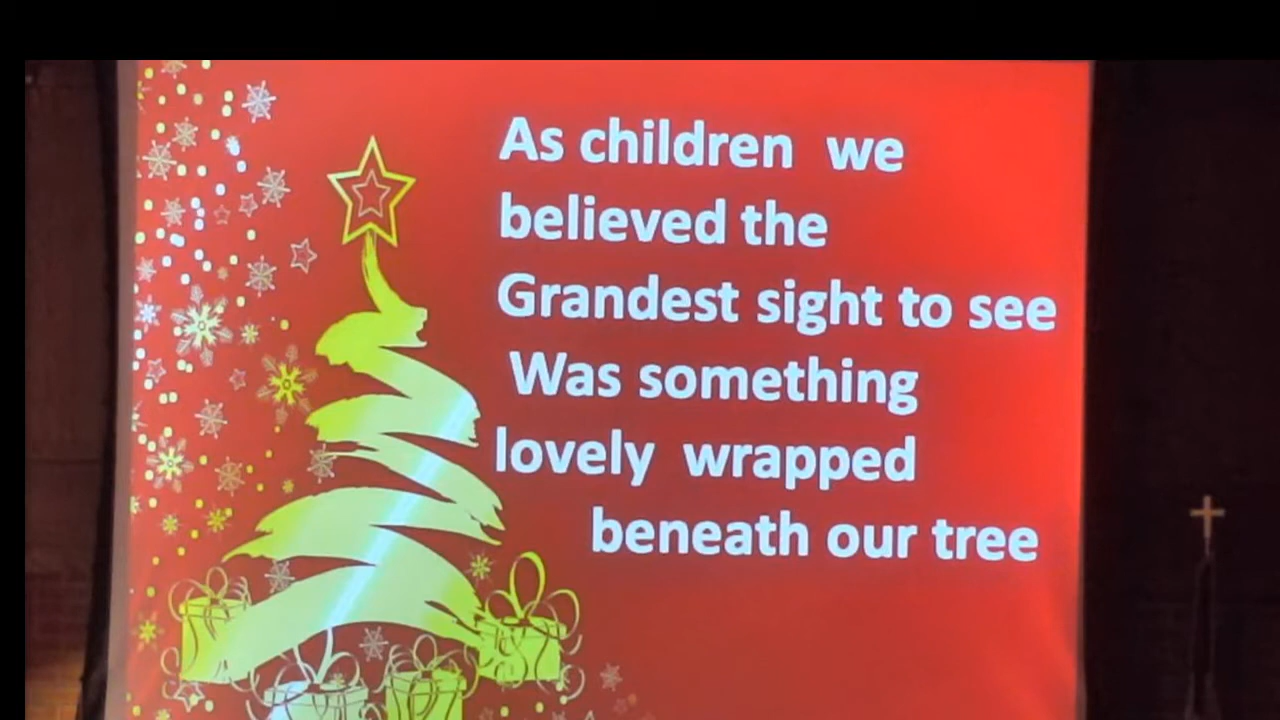 As children we
believed the
Grandest sight to see
Was something
lovely wrapped
beneath our tree